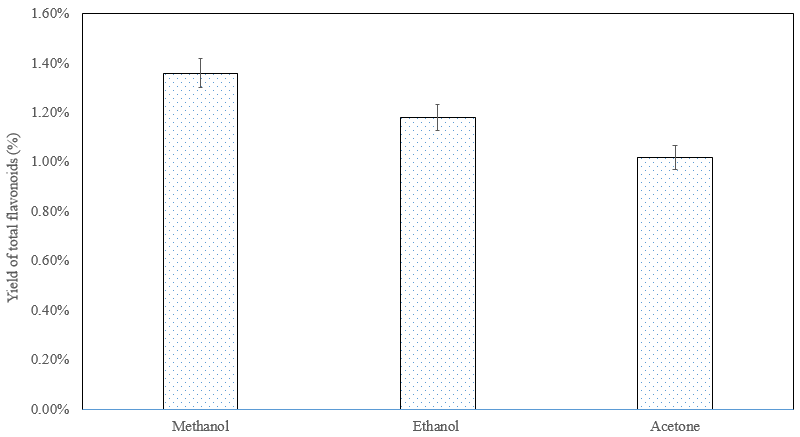 1.60%
1.40%
1.20%
1.00%
0.80%
0.60%
0.40%
0.20%
0.00%
Yield of total flavonoids (%)
Methanol
Ethanol
Acetone